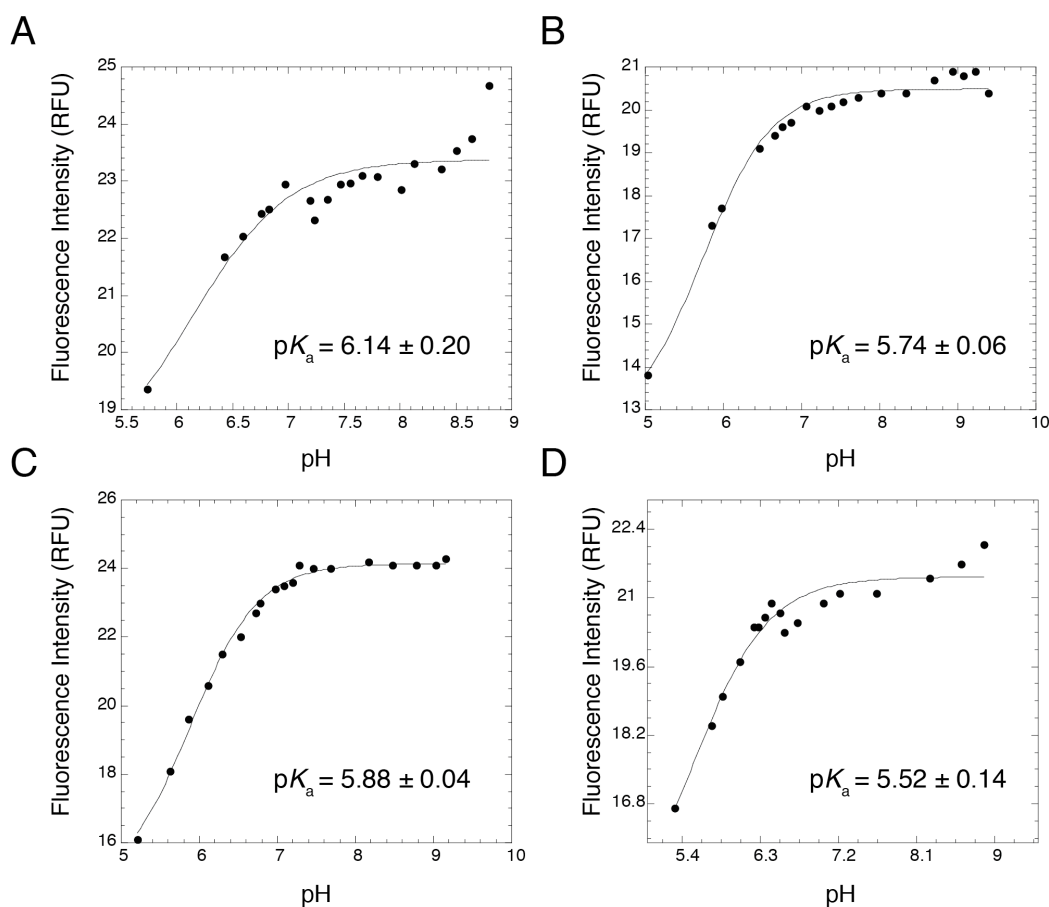 A
Fluorescence Intensity (RFU)
25
24
23
22
21
20
19
5.5 6 6.5 7 7.5 8 8.5 9
pH
pKa = 6.14 ± 0.20
B
Fluorescence Intensity (RFU)
21
20
19
18
17
16
15
14
13
5 6 7 8 9 10
pH
pKa = 5.74 ± 0.06
C
Fluorescence Intensity (RFU)
26
24
22
20
18
16
5 6 7 8 9 10
pH
pKa = 5.88 ± 0.04
D
Fluorescence Intensity (RFU)
22.4
21
19.6
18.2
16.8
5.4 6.3 7.2 8.1 9
pH
pKa = 5.52 ± 0.14